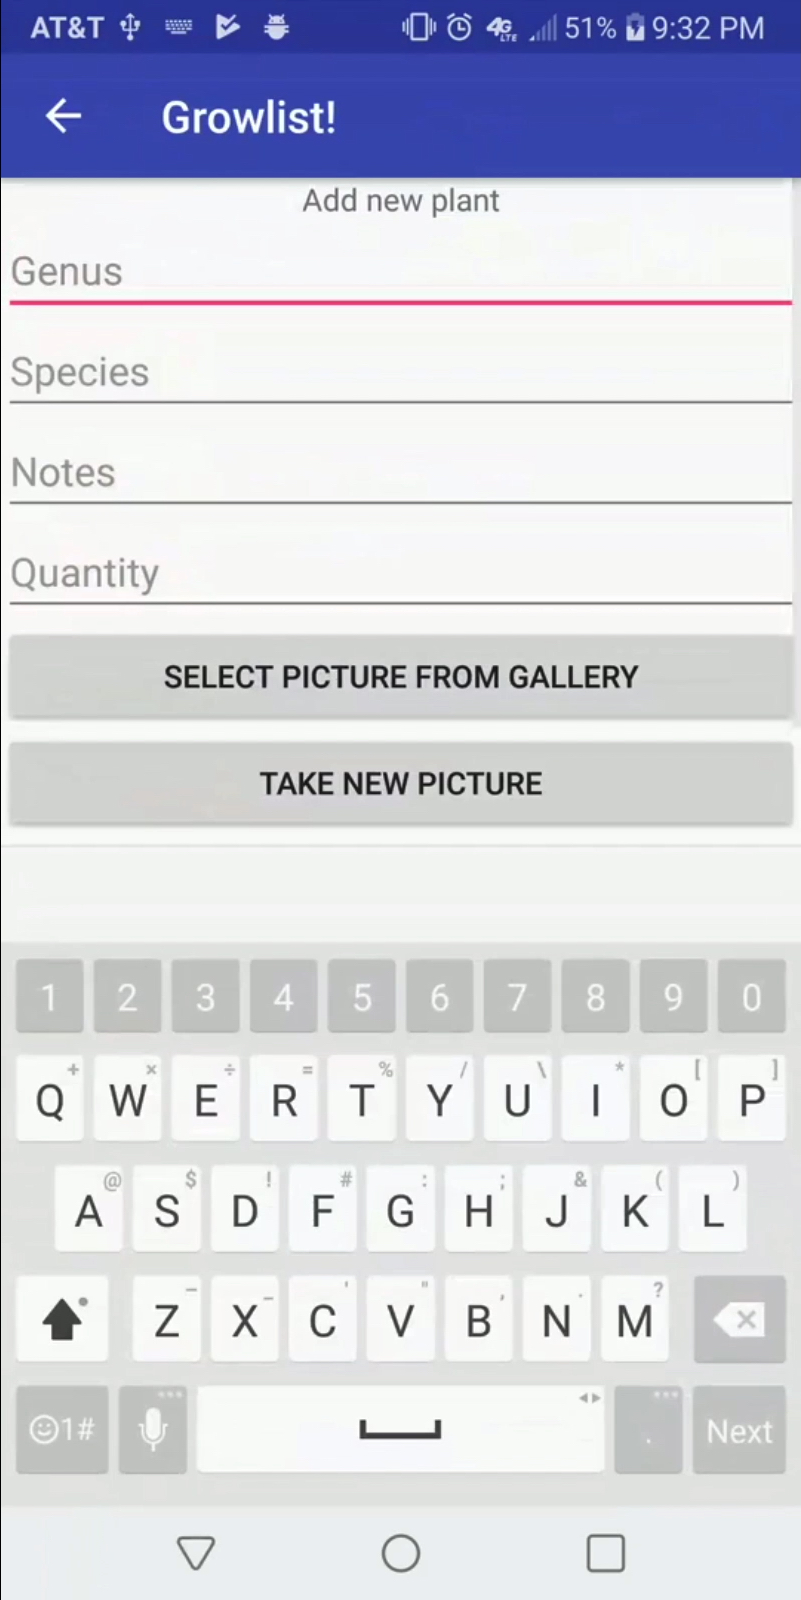 AT&T 4G LTE 51% 9:32 PM
Growlist!
Add new plant
Genus
Species
Notes
Quantity
SELECT PICTURE FROM GALLERY
TAKE NEW PICTURE
1 2 3 4 5 6 7 8 9 0
+ × ÷ = % / \ * [ ]
Q W E R T Y U I O P
@ $ ! # : ; & ( )
A S D F G H J K L
– _ ' " , . ?
Z X C V B N M
1# . Next